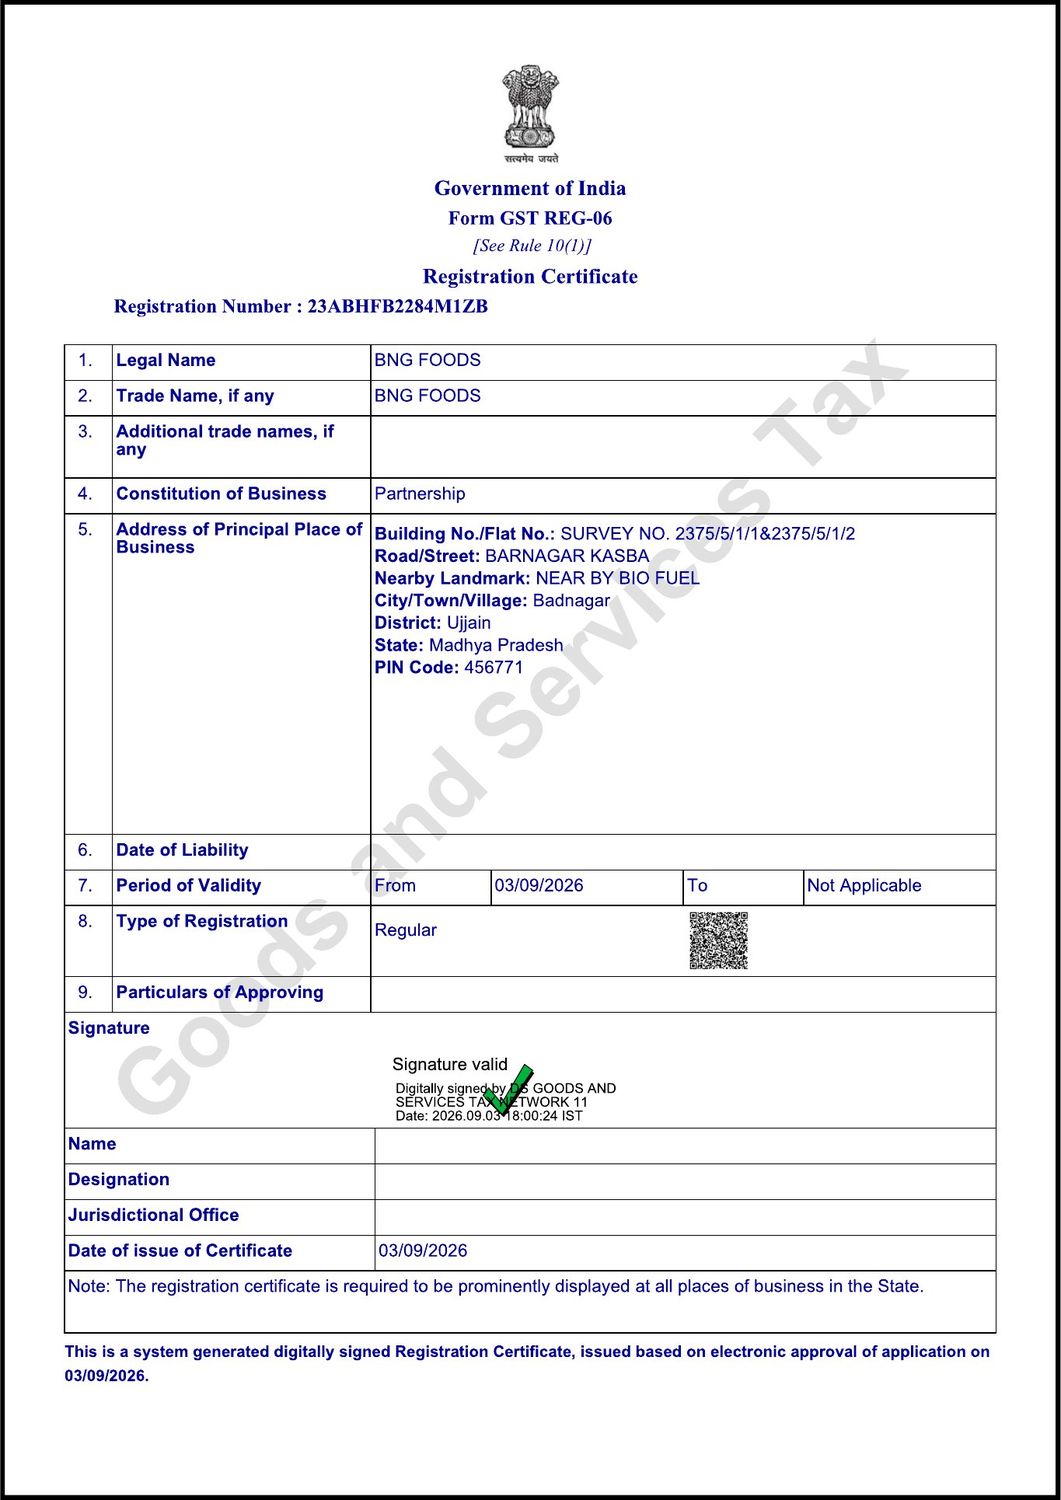 सत्यमेव जयते
Government of India
Form GST REG-06
[See Rule 10(1)]
Registration Certificate
Registration Number : 23ABHFB2284M1ZB
1. Legal Name BNG FOODS
2. Trade Name, if any BNG FOODS
3. Additional trade names, if
any
4. Constitution of Business Partnership
5. Address of Principal Place of
Business
Building No./Flat No.: SURVEY NO. 2375/5/1/1&2375/5/1/2
Road/Street: BARNAGAR KASBA
Nearby Landmark: NEAR BY BIO FUEL
City/Town/Village: Badnagar
District: Ujjain
State: Madhya Pradesh
PIN Code: 456771
6. Date of Liability
7. Period of Validity From 03/09/2026 To Not Applicable
8. Type of Registration Regular
9. Particulars of Approving
Signature
Signature valid
Digitally signed by DS GOODS AND
SERVICES TAX NETWORK 11
Date: 2026.09.03 18:00:24 IST
Name
Designation
Jurisdictional Office
Date of issue of Certificate 03/09/2026
Note: The registration certificate is required to be prominently displayed at all places of business in the State.
This is a system generated digitally signed Registration Certificate, issued based on electronic approval of application on
03/09/2026.
Goods and Services Tax